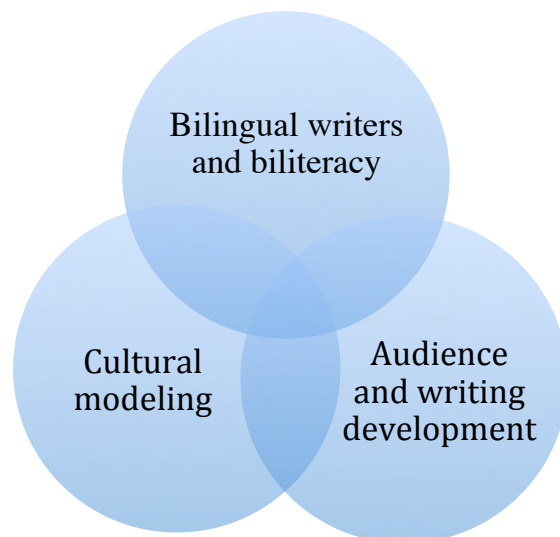 Bilingual writers
and biliteracy
Cultural
modeling
Audience
and writing
development